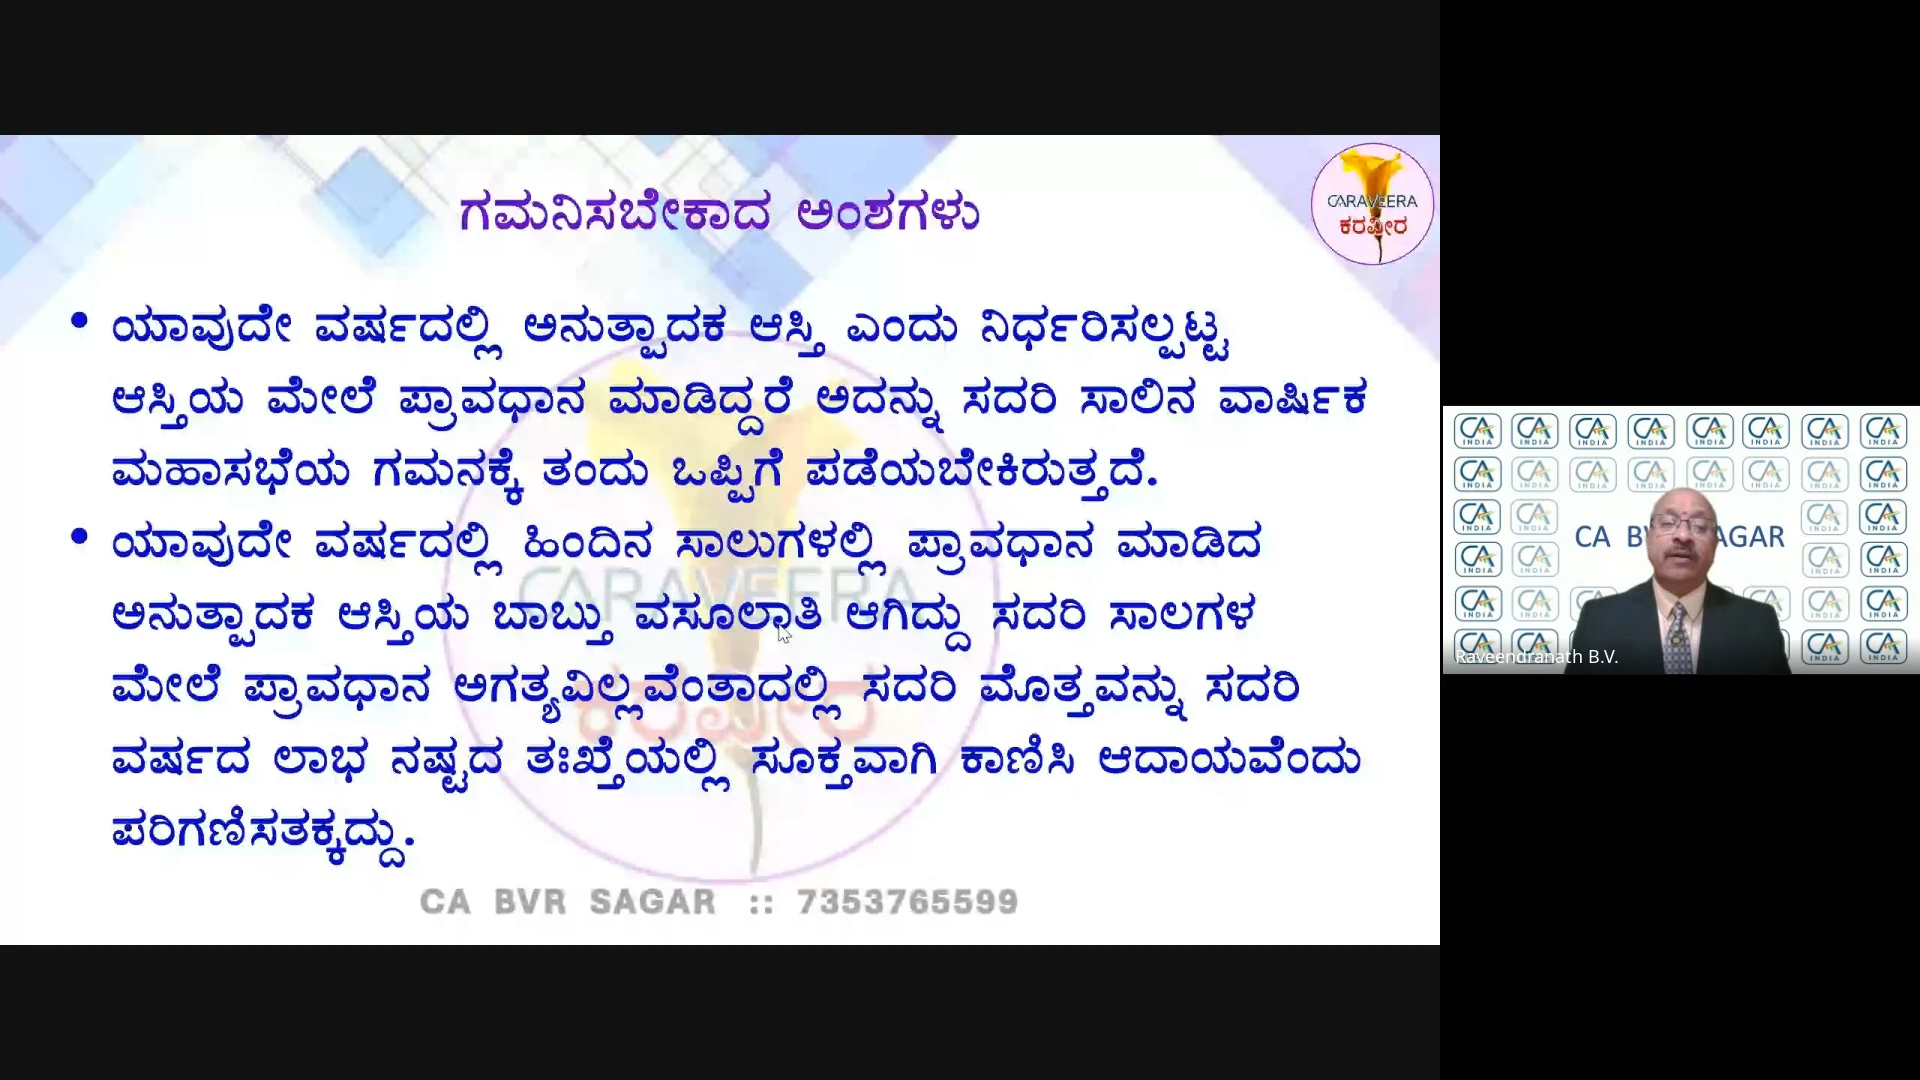 ಗಮನಿಸಬೇಕಾದ ಅಂಶಗಳು
CARAVEERA
ಕರವೀರ
• ಯಾವುದೇ ವರ್ಷದಲ್ಲಿ ಅನುತ್ಪಾದಕ ಆಸ್ತಿ ಎಂದು ನಿರ್ಧರಿಸಲ್ಪಟ್ಟ
ಆಸ್ತಿಯ ಮೇಲೆ ಪ್ರಾವಧಾನ ಮಾಡಿದ್ದರೆ ಅದನ್ನು ಸದರಿ ಸಾಲಿನ ವಾರ್ಷಿಕ
ಮಹಾಸಭೆಯ ಗಮನಕ್ಕೆ ತಂದು ಒಪ್ಪಿಗೆ ಪಡೆಯಬೇಕಿರುತ್ತದೆ.
• ಯಾವುದೇ ವರ್ಷದಲ್ಲಿ ಹಿಂದಿನ ಸಾಲುಗಳಲ್ಲಿ ಪ್ರಾವಧಾನ ಮಾಡಿದ
ಅನುತ್ಪಾದಕ ಆಸ್ತಿಯ ಬಾಬ್ತು ವಸೂಲಾತಿ ಆಗಿದ್ದು ಸದರಿ ಸಾಲಗಳ
ಮೇಲೆ ಪ್ರಾವಧಾನ ಅಗತ್ಯವಿಲ್ಲವೆಂತಾದಲ್ಲಿ ಸದರಿ ಮೊತ್ತವನ್ನು ಸದರಿ
ವರ್ಷದ ಲಾಭ ನಷ್ಟದ ತಃಖ್ತೆಯಲ್ಲಿ ಸೂಕ್ತವಾಗಿ ಕಾಣಿಸಿ ಆದಾಯವೆಂದು
ಪರಿಗಣಿಸತಕ್ಕದ್ದು.
CARAVEERA
ಕರವೀರ
CA BVR SAGAR :: 7353765599
CA INDIA
Raveendranath B.V.